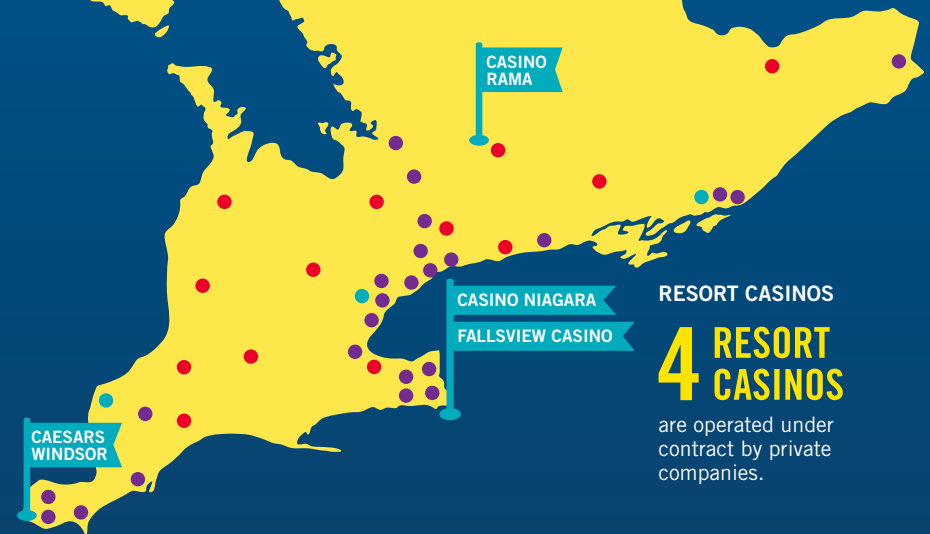 CASINO
RAMA
CASINO NIAGARA
FALLSVIEW CASINO
CAESARS
WINDSOR
RESORT CASINOS
4 RESORT
CASINOS
are operated under
contract by private
companies.